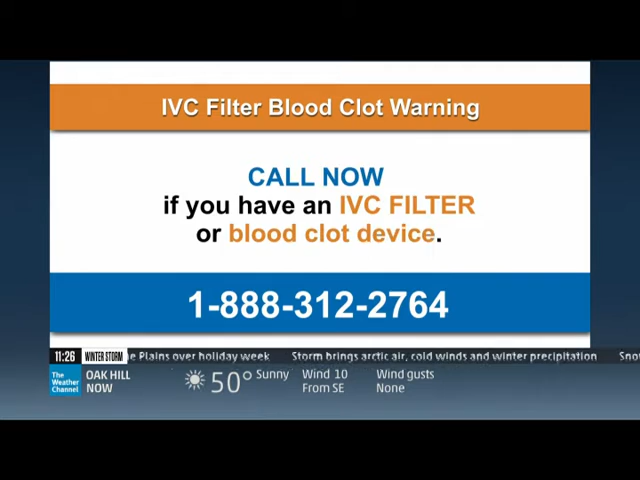 IVC Filter Blood Clot Warning
CALL NOW
if you have an IVC FILTER
or blood clot device.
1-888-312-2764
11:26 WINTER STORM he Plains over holiday week Storm brings arctic air, cold winds and winter precipitation Snow
The Weather Channel
OAK HILL
NOW
50° Sunny
Wind 10
From SE
Wind gusts
None